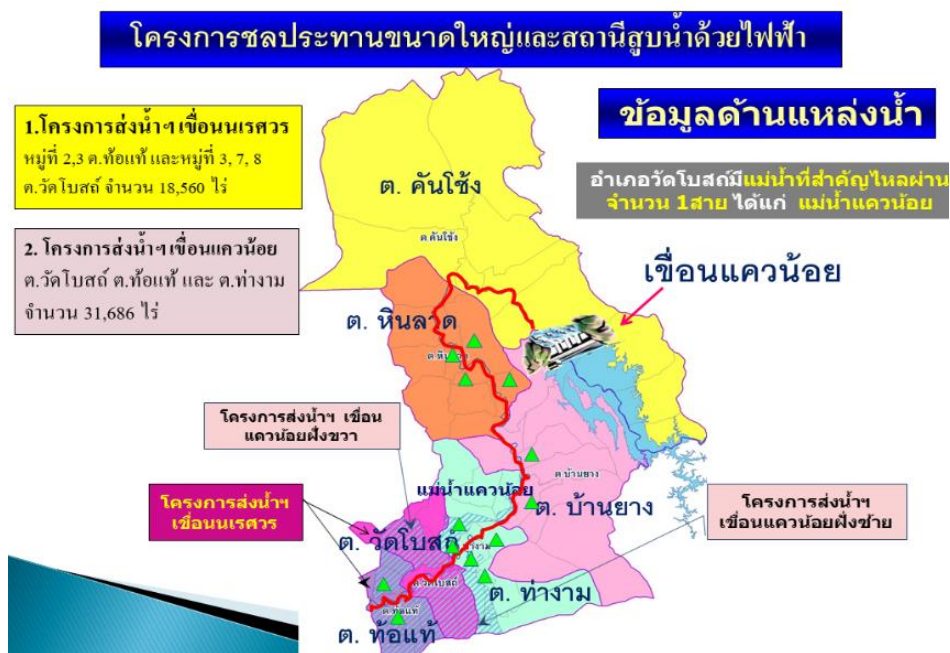 โครงการชลประทานขนาดใหญ่และสถานีสูบน้ำด้วยไฟฟ้า
ข้อมูลด้านแหล่งน้ำ
1.โครงการส่งน้ำฯ เขื่อนนเรศวร
หมู่ที่ 2,3 ต.ท้อแท้ และหมู่ที่ 3, 7, 8
ต.วัดโบสถ์ จำนวน 18,560 ไร่
2. โครงการส่งน้ำฯ เขื่อนแควน้อย
ต.วัดโบสถ์ ต.ท้อแท้ และ ต.ท่างาม
จำนวน 31,686 ไร่
อำเภอวัดโบสถ์มีแม่น้ำที่สำคัญไหลผ่าน
จำนวน 1สาย ได้แก่ แม่น้ำแควน้อย
ต. คันโช้ง
ต.คันโช้ง
เขื่อนแควน้อย
ต. หินลาด
โครงการส่งน้ำฯ เขื่อน
แควน้อยฝั่งขวา
ต.บ้านยาง
แม่น้ำแควน้อย
ต. บ้านยาง
โครงการส่งน้ำฯ
เขื่อนนเรศวร
โครงการส่งน้ำฯ
เขื่อนแควน้อยฝั่งซ้าย
ต. วัดโบสถ์
ต.วัดโบสถ์
ต. ท่างาม
ต.ท้อแท้
ต. ท้อแท้